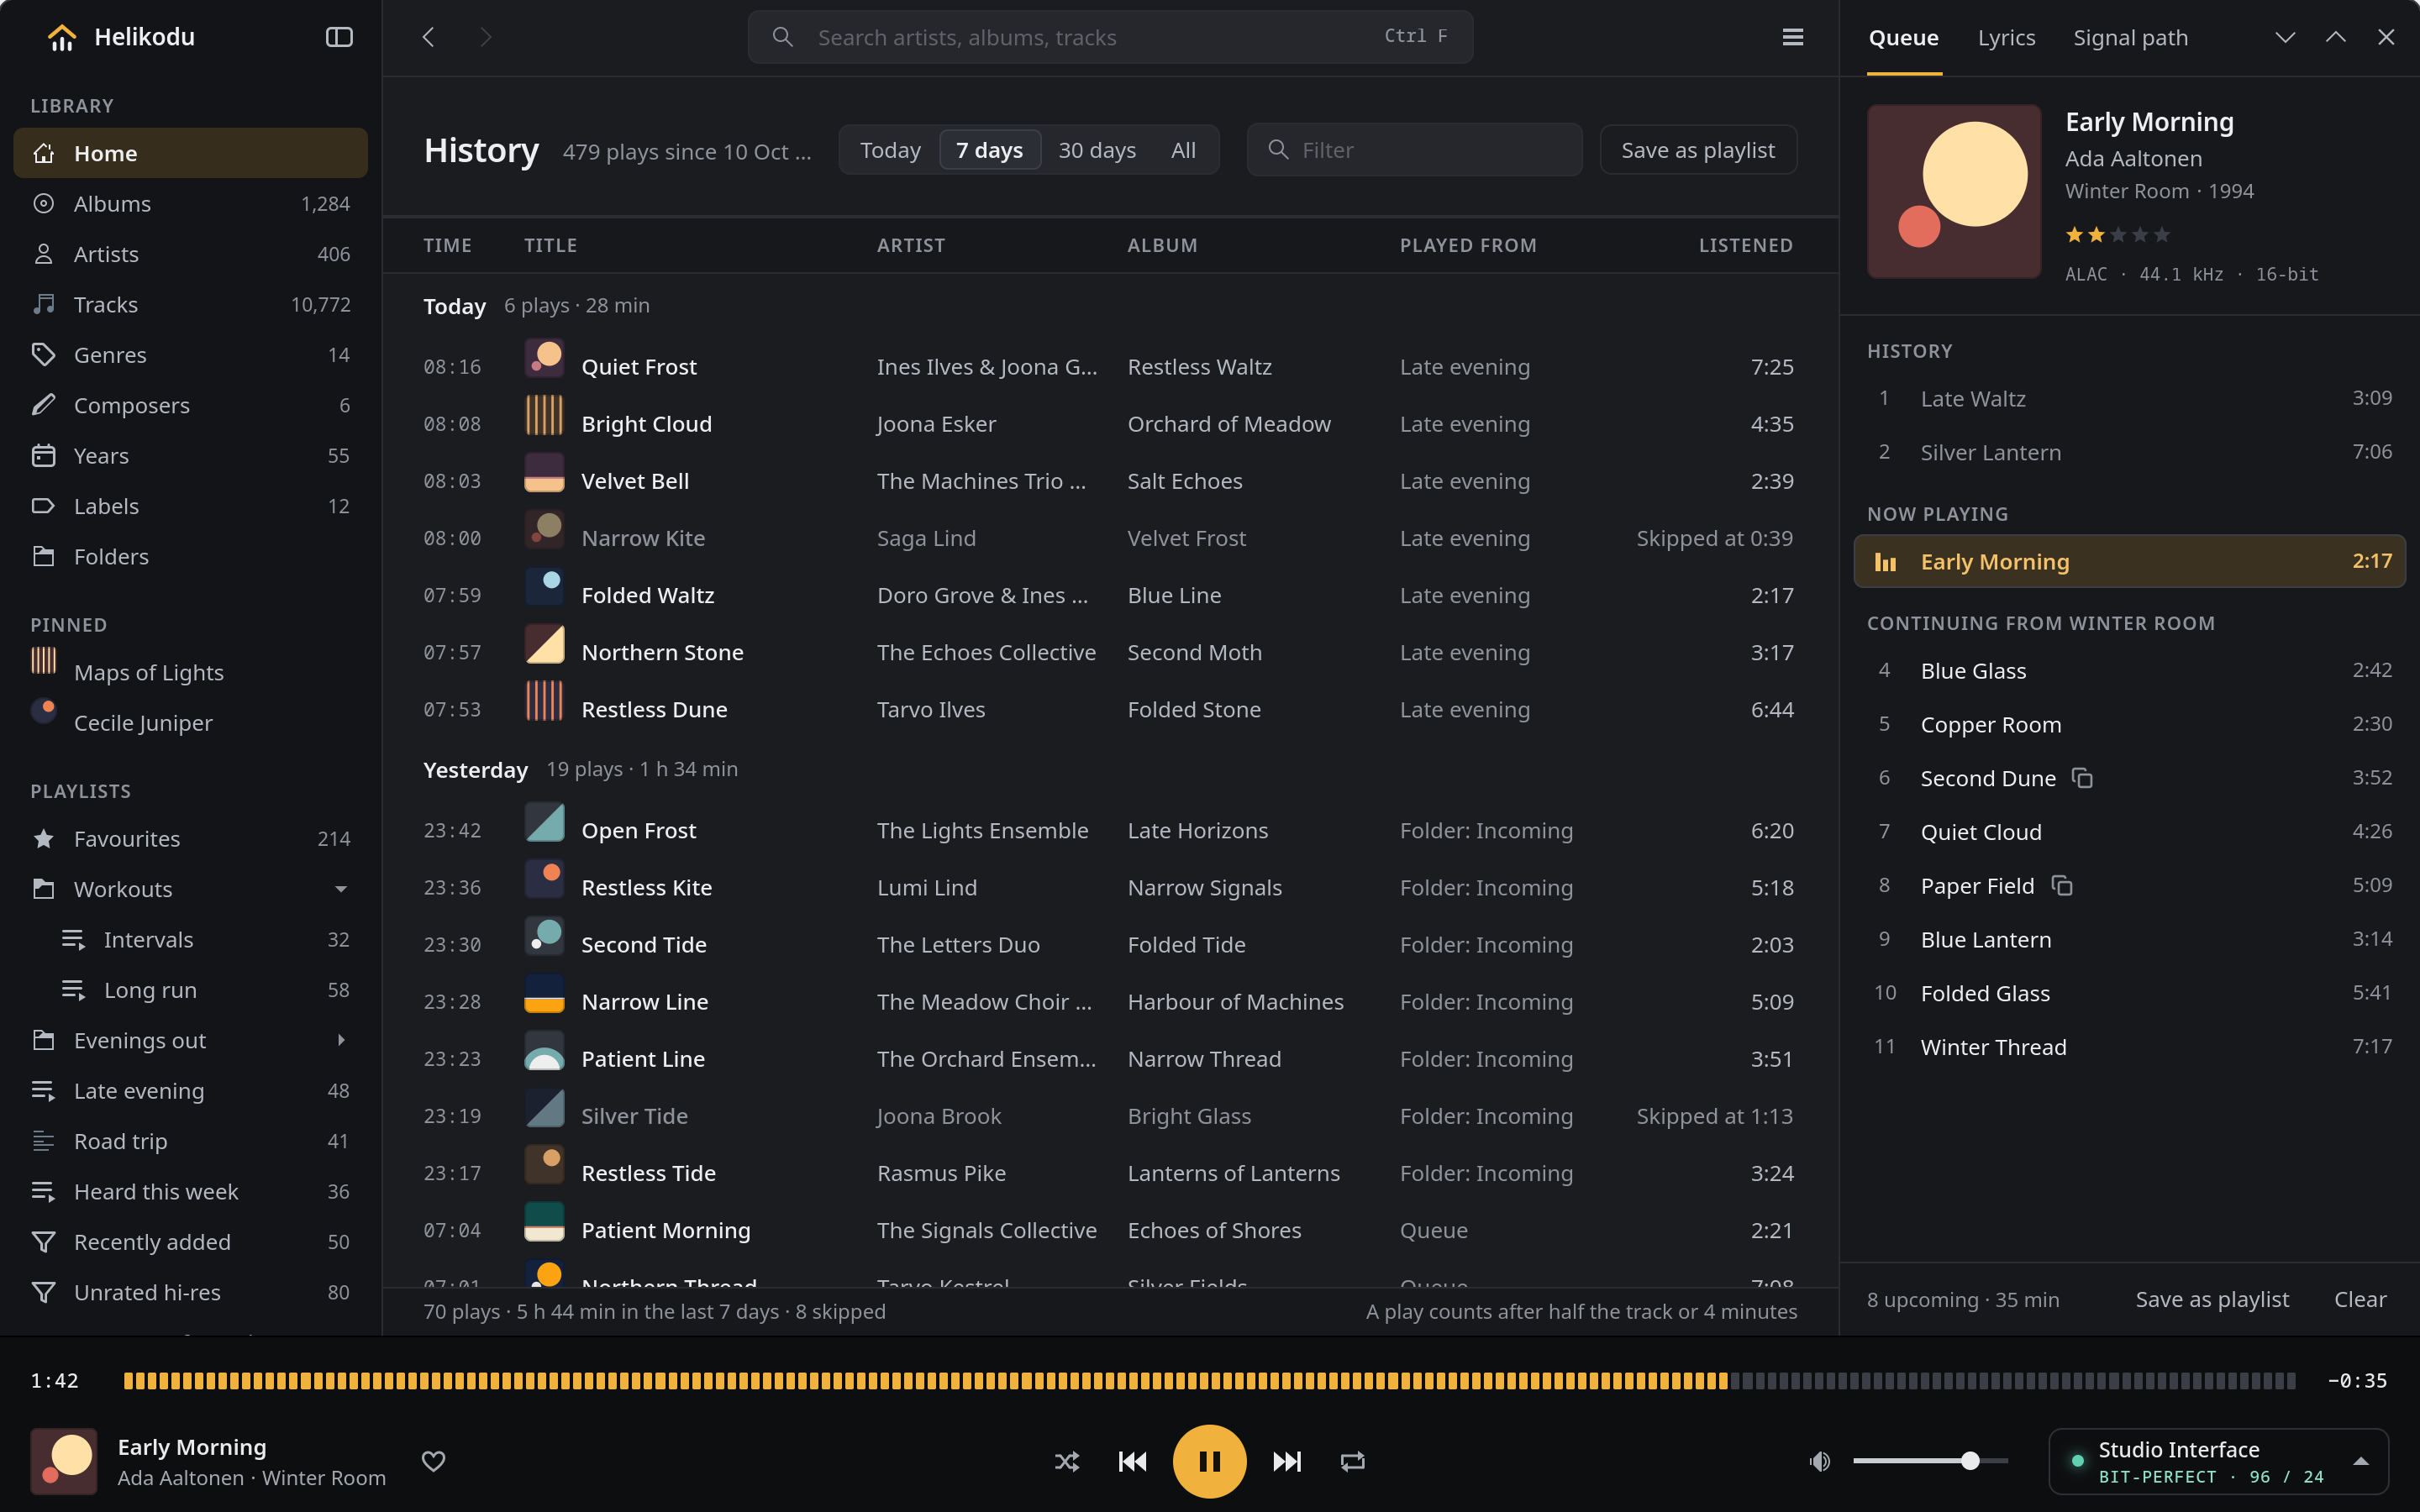 Helikodu
LIBRARY
Home
Albums 1,284
Artists 406
Tracks 10,772
Genres 14
Composers 6
Years 55
Labels 12
Folders
PINNED
Maps of Lights
Cecile Juniper
PLAYLISTS
Favourites 214
Workouts
Intervals 32
Long run 58
Evenings out
Late evening 48
Road trip 41
Heard this week 36
Recently added 50
Unrated hi-res 80
Search artists, albums, tracks Ctrl F
History 479 plays since 10 Oct ... Today 7 days 30 days All Filter Save as playlist
TIME TITLE ARTIST ALBUM PLAYED FROM LISTENED
Today 6 plays · 28 min
08:16 Quiet Frost Ines Ilves & Joona G... Restless Waltz Late evening 7:25
08:08 Bright Cloud Joona Esker Orchard of Meadow Late evening 4:35
08:03 Velvet Bell The Machines Trio ... Salt Echoes Late evening 2:39
08:00 Narrow Kite Saga Lind Velvet Frost Late evening Skipped at 0:39
07:59 Folded Waltz Doro Grove & Ines ... Blue Line Late evening 2:17
07:57 Northern Stone The Echoes Collective Second Moth Late evening 3:17
07:53 Restless Dune Tarvo Ilves Folded Stone Late evening 6:44
Yesterday 19 plays · 1 h 34 min
23:42 Open Frost The Lights Ensemble Late Horizons Folder: Incoming 6:20
23:36 Restless Kite Lumi Lind Narrow Signals Folder: Incoming 5:18
23:30 Second Tide The Letters Duo Folded Tide Folder: Incoming 2:03
23:28 Narrow Line The Meadow Choir ... Harbour of Machines Folder: Incoming 5:09
23:23 Patient Line The Orchard Ensem... Narrow Thread Folder: Incoming 3:51
23:19 Silver Tide Joona Brook Bright Glass Folder: Incoming Skipped at 1:13
23:17 Restless Tide Rasmus Pike Lanterns of Lanterns Folder: Incoming 3:24
07:04 Patient Morning The Signals Collective Echoes of Shores Queue 2:21
07:01 Northern Thread Tarvo Kestrel Silver Fields Queue 7:08
70 plays · 5 h 44 min in the last 7 days · 8 skipped A play counts after half the track or 4 minutes
Queue Lyrics Signal path
Early Morning
Ada Aaltonen
Winter Room · 1994
ALAC · 44.1 kHz · 16-bit
HISTORY
1 Late Waltz 3:09
2 Silver Lantern 7:06
NOW PLAYING
Early Morning 2:17
CONTINUING FROM WINTER ROOM
4 Blue Glass 2:42
5 Copper Room 2:30
6 Second Dune 3:52
7 Quiet Cloud 4:26
8 Paper Field 5:09
9 Blue Lantern 3:14
10 Folded Glass 5:41
11 Winter Thread 7:17
8 upcoming · 35 min Save as playlist Clear
1:42 −0:35
Early Morning
Ada Aaltonen · Winter Room
Studio Interface
BIT-PERFECT · 96 / 24